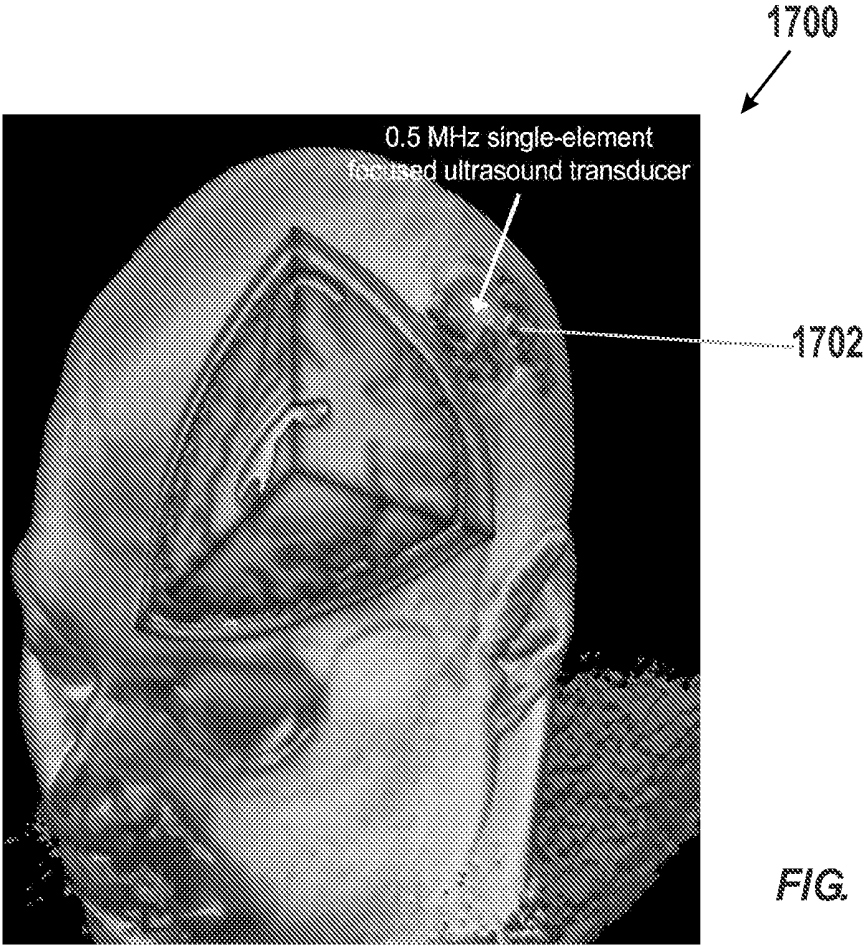 1700
0.5 MHz single-element
focused ultrasound transducer
1702
FIG.